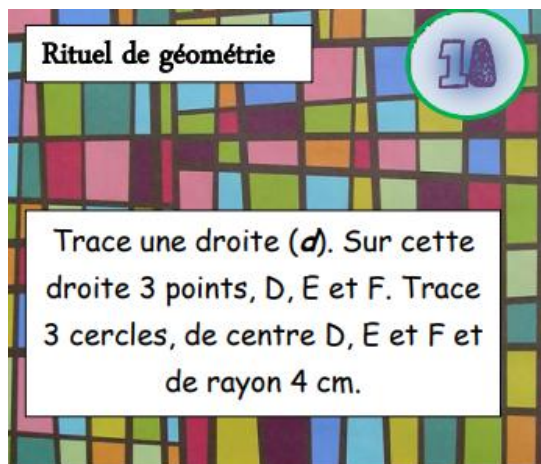 Rituel de géométrie
1A
Trace une droite (d). Sur cette
droite 3 points, D, E et F. Trace
3 cercles, de centre D, E et F et
de rayon 4 cm.